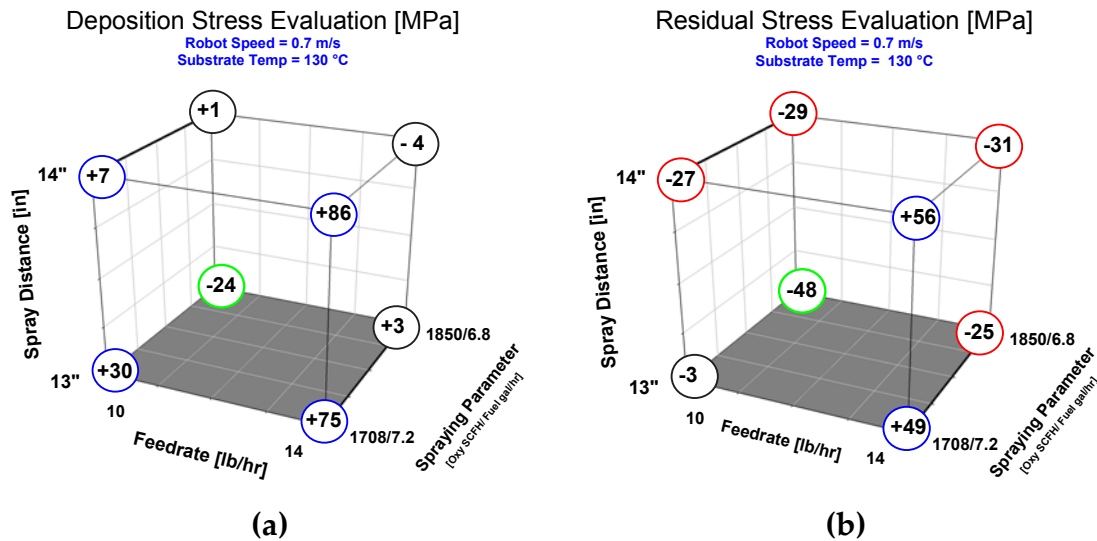 Deposition Stress Evaluation [MPa]
Robot Speed = 0.7 m/s
Substrate Temp = 130 °C
+1
- 4
14"
+7
+86
Spray Distance [in]
-24
+3
1850/6.8
13"
+30
+75
1708/7.2
10
14
Feedrate [lb/hr]
Spraying Parameter
[Oxy SCFH/ Fuel gal/hr]
(a)
Residual Stress Evaluation [MPa]
Robot Speed = 0.7 m/s
Substrate Temp = 130 °C
-29
-31
14"
-27
+56
Spray Distance [in]
-48
-25
1850/6.8
13"
-3
+49
1708/7.2
10
14
Feedrate [lb/hr]
Spraying Parameter
[Oxy SCFH/ Fuel gal/hr]
(b)